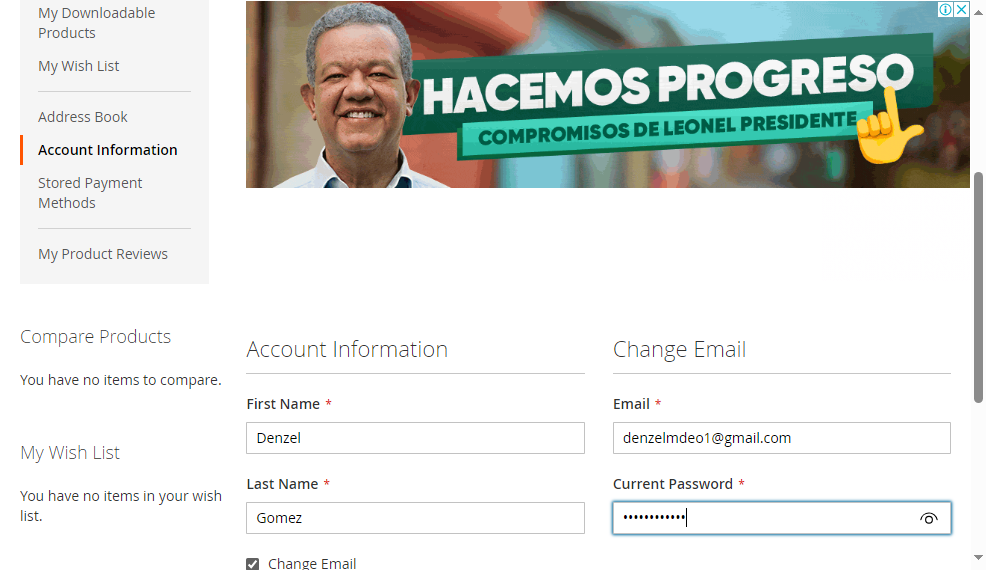 My Downloadable
Products
My Wish List
Address Book
Account Information
Stored Payment
Methods
My Product Reviews
Compare Products
You have no items to compare.
My Wish List
You have no items in your wish
list.
HACEMOS PROGRESO
COMPROMISOS DE LEONEL PRESIDENTE
Account Information
First Name *
Denzel
Last Name *
Gomez
Change Email
Change Email
Email *
denzelmdeo1@gmail.com
Current Password *
••••••••••••